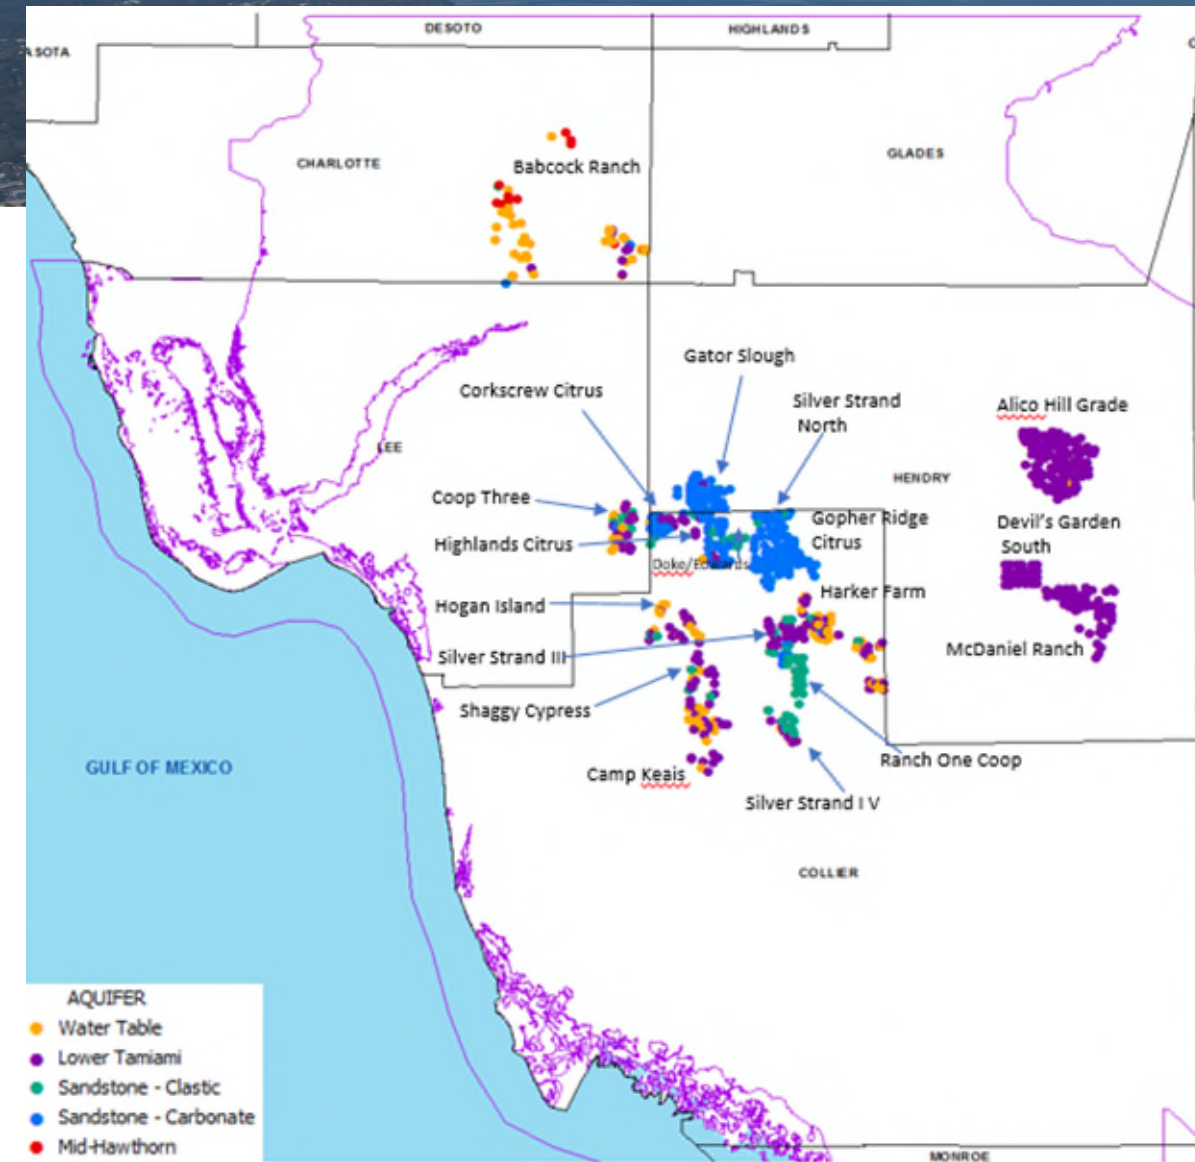 DESOTO
HIGHLANDS
ASOTA
CHARLOTTE
Babcock Ranch
GLADES
Gator Slough
Corkscrew Citrus
Silver Strand
North
Alico Hill Grade
LEE
HENDRY
Coop Three
Gopher Ridge
Citrus
Devil's Garden
South
Highlands Citrus
Doke/Edwards
Harker Farm
Hogan Island
McDaniel Ranch
Silver Strand III
Shaggy Cypress
Ranch One Coop
GULF OF MEXICO
Camp Keais
Silver Strand I V
COLLIER
AQUIFER
Water Table
Lower Tamiami
Sandstone - Clastic
Sandstone - Carbonate
Mid-Hawthorn
MONROE